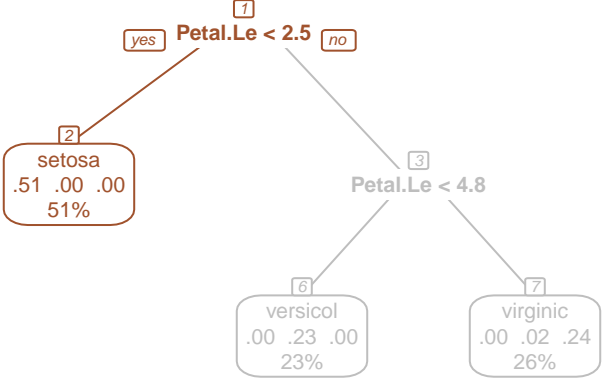 1
yes Petal.Le < 2.5 no
2
setosa
.51 .00 .00
51%
3
Petal.Le < 4.8
6
versicol
.00 .23 .00
23%
7
virginic
.00 .02 .24
26%